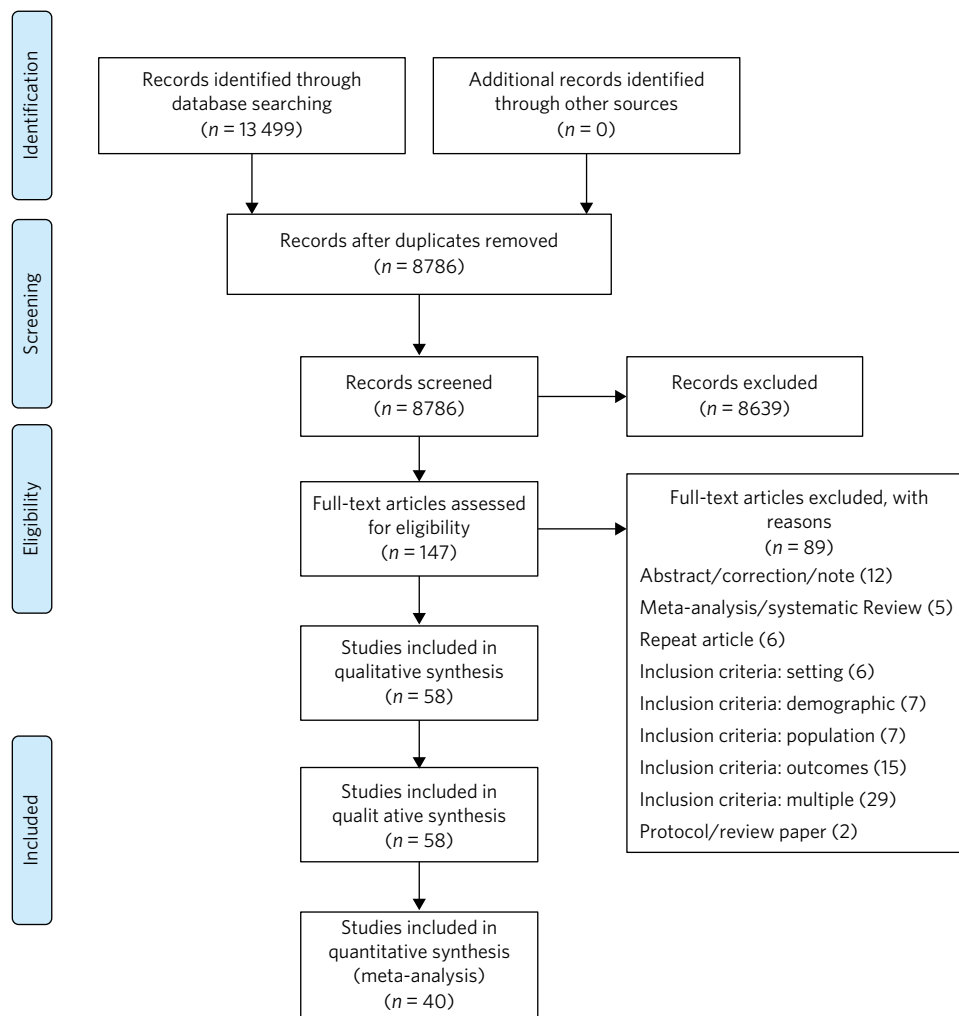 Identification
Records identified through
database searching
(n = 13 499)
Additional records identified
through other sources
(n = 0)
Records after duplicates removed
(n = 8786)
Screening
Records screened
(n = 8786)
Records excluded
(n = 8639)
Eligibility
Full-text articles assessed
for eligibility
(n = 147)
Full-text articles excluded, with
reasons
(n = 89)
Abstract/correction/note (12)
Meta-analysis/systematic Review (5)
Repeat article (6)
Inclusion criteria: setting (6)
Inclusion criteria: demographic (7)
Inclusion criteria: population (7)
Inclusion criteria: outcomes (15)
Inclusion criteria: multiple (29)
Protocol/review paper (2)
Studies included in
qualitative synthesis
(n = 58)
Included
Studies included in
qualit ative synthesis
(n = 58)
Studies included in
quantitative synthesis
(meta-analysis)
(n = 40)